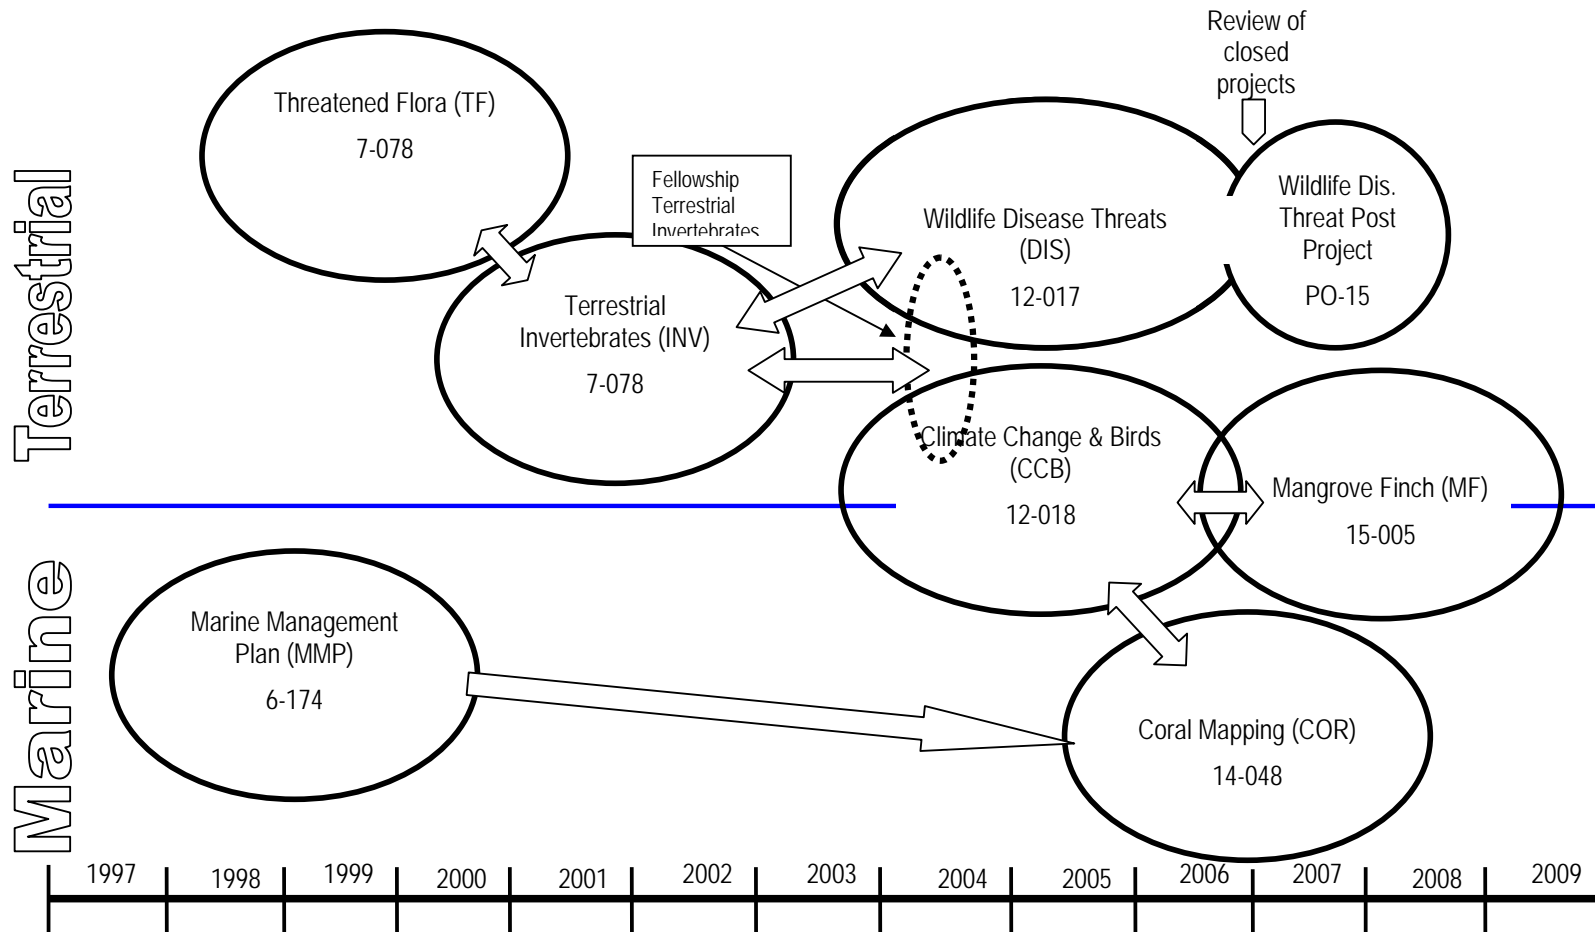 Review of
closed
projects
Terrestrial
Threatened Flora (TF)
7-078
Fellowship
Terrestrial
Invertebrates
Wildlife Disease Threats
(DIS)
12-017
Wildlife Dis.
Threat Post
Project
PO-15
Terrestrial
Invertebrates (INV)
7-078
Climate Change & Birds
(CCB)
12-018
Mangrove Finch (MF)
15-005
Marine
Marine Management
Plan (MMP)
6-174
Coral Mapping (COR)
14-048
1997 1998 1999 2000 2001 2002 2003 2004 2005 2006 2007 2008 2009